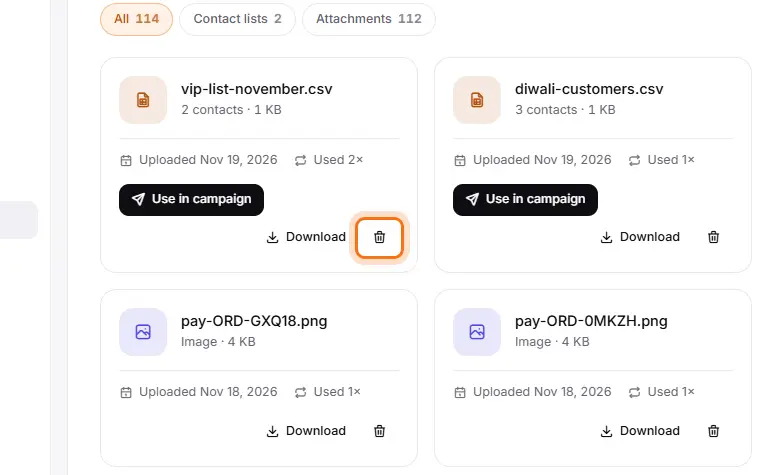 All 114 Contact lists 2 Attachments 112
vip-list-november.csv
2 contacts · 1 KB
Uploaded Nov 19, 2026 Used 2×
Use in campaign
Download
diwali-customers.csv
3 contacts · 1 KB
Uploaded Nov 19, 2026 Used 1×
Use in campaign
Download
pay-ORD-GXQ18.png
Image · 4 KB
Uploaded Nov 18, 2026 Used 1×
Download
pay-ORD-0MKZH.png
Image · 4 KB
Uploaded Nov 18, 2026 Used 1×
Download